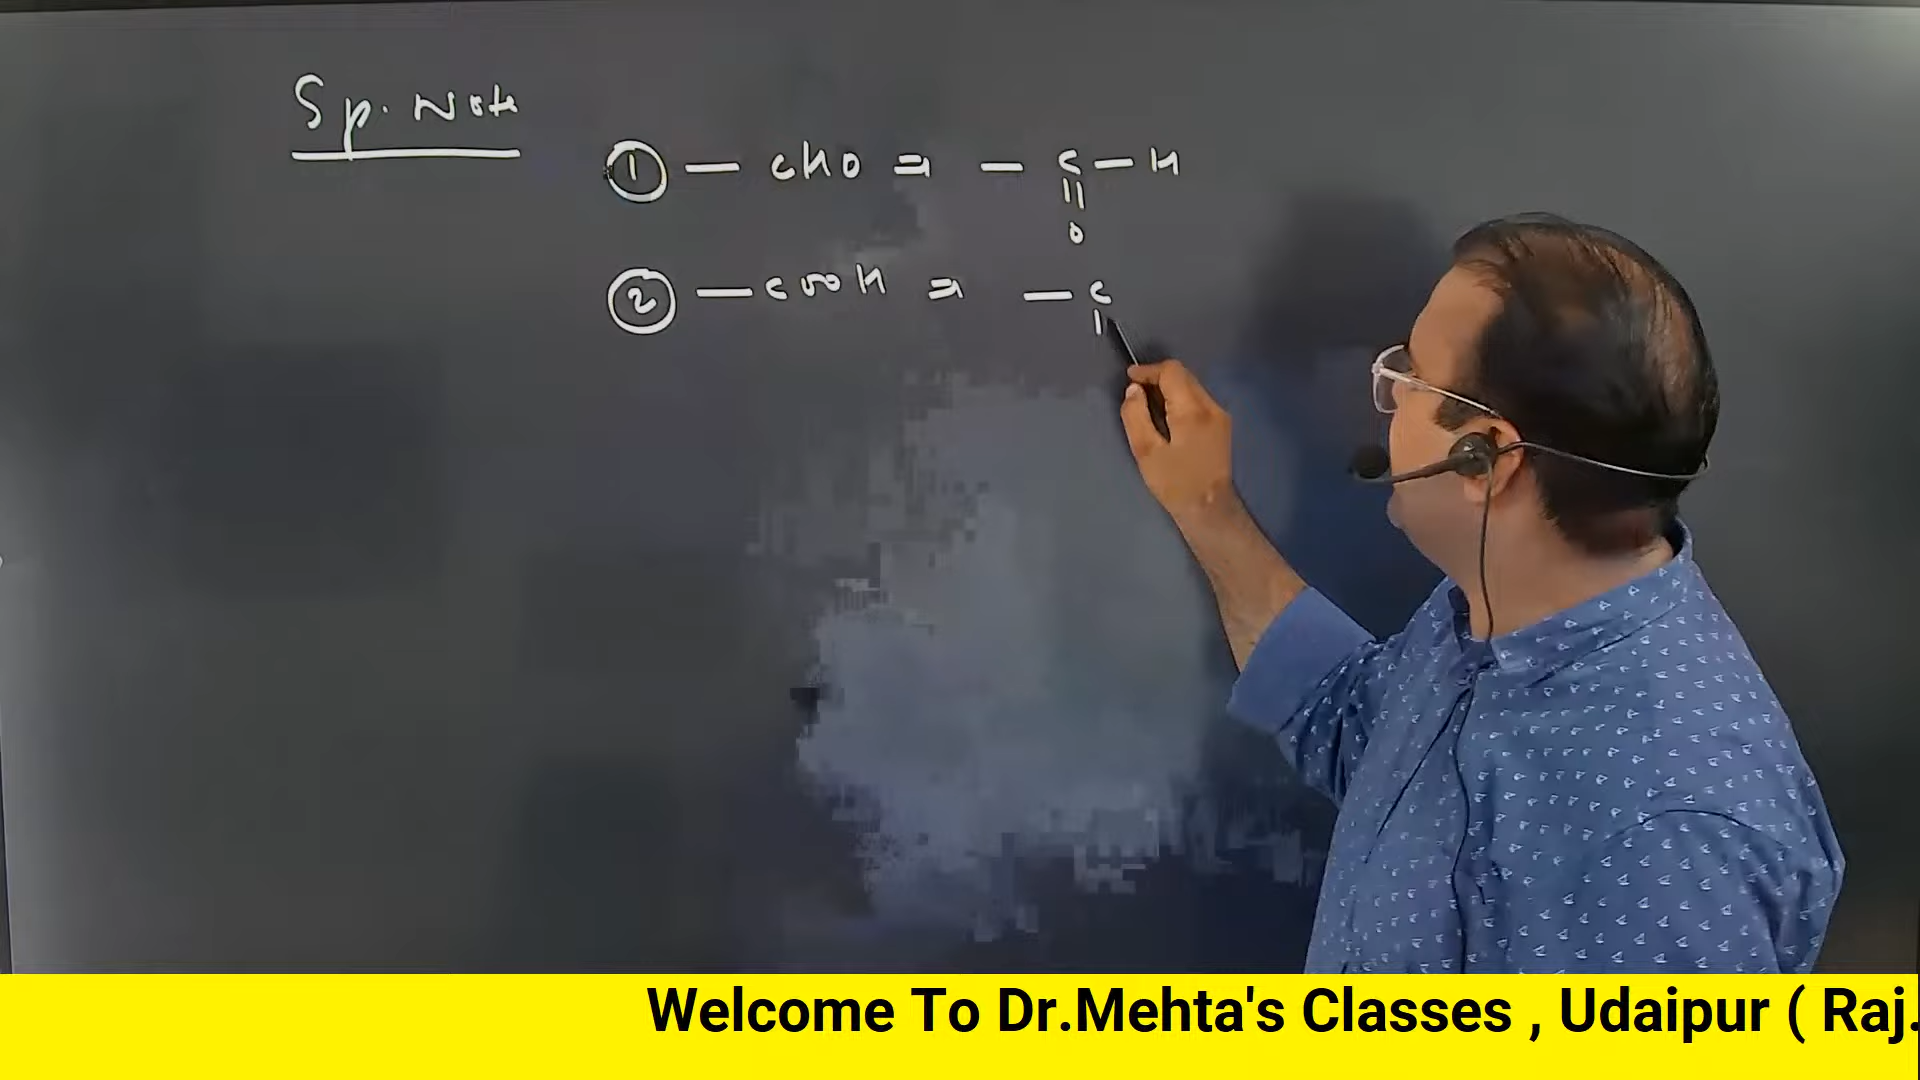 Sp. Note
① — CHO = — C — H
||
O
② — COOH = — C
|
Welcome To Dr.Mehta's Classes , Udaipur ( Raj.